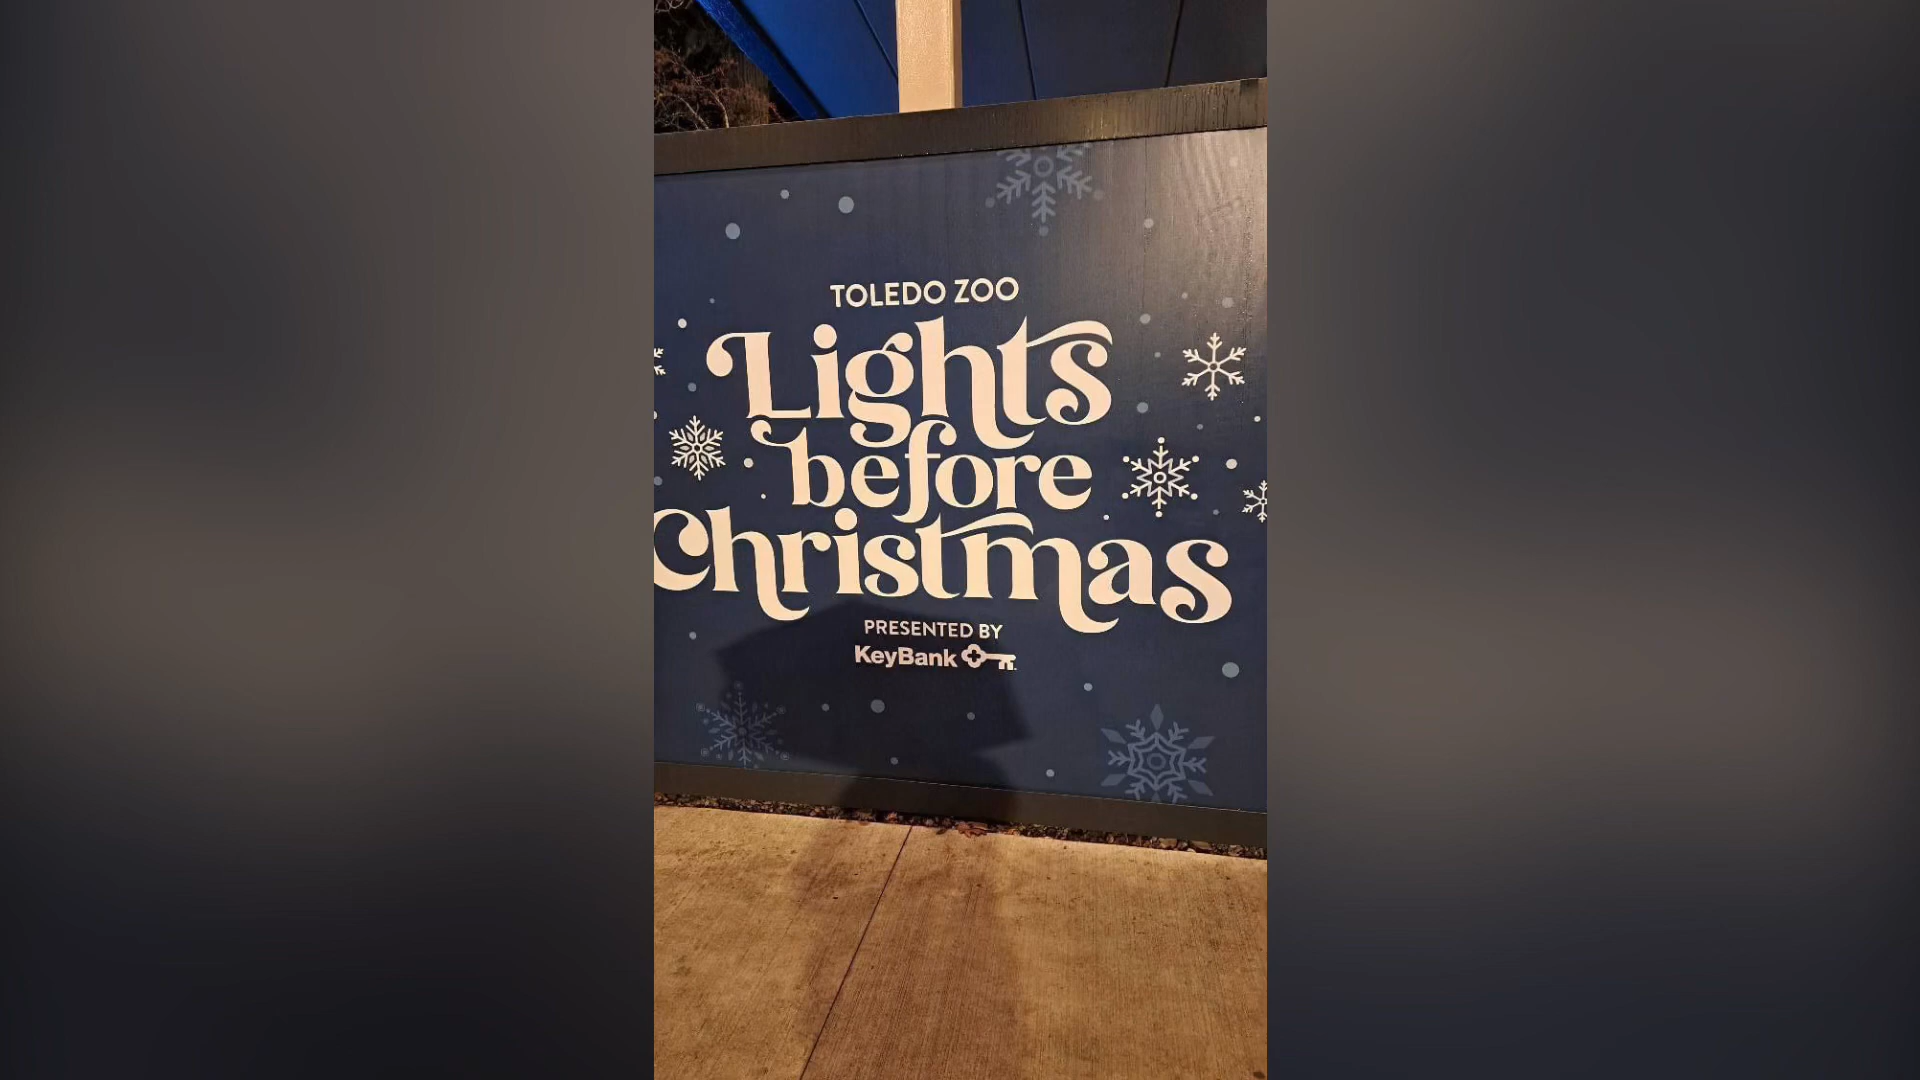 TOLEDO ZOO
Lights
before
Christmas
PRESENTED BY
KeyBank